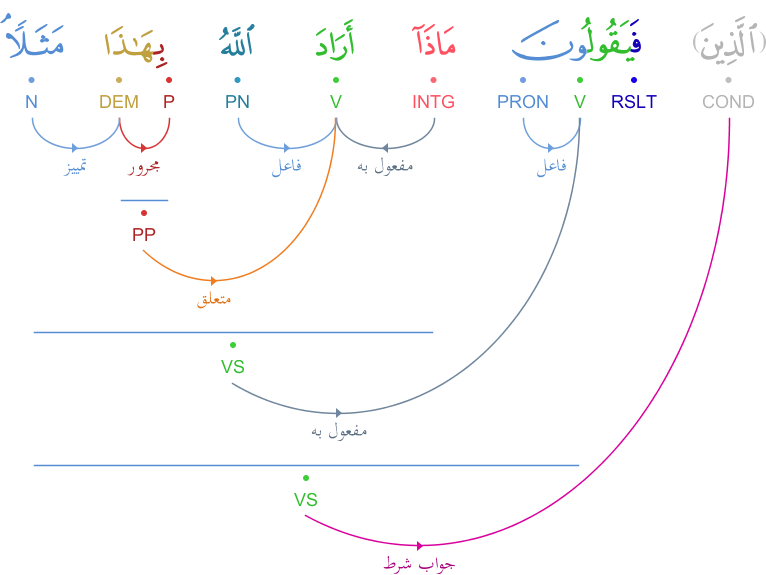 (ٱلَّذِينَ) فَيَقُولُونَ مَاذَآ أَرَادَ ٱللَّهُ بِهَـٰذَا مَثَلًا ۘ
COND RSLT V PRON INTG V PN P DEM N
فاعل مفعول به فاعل مجرور تمييز
PP
متعلق
VS
مفعول به
VS
جواب شرط